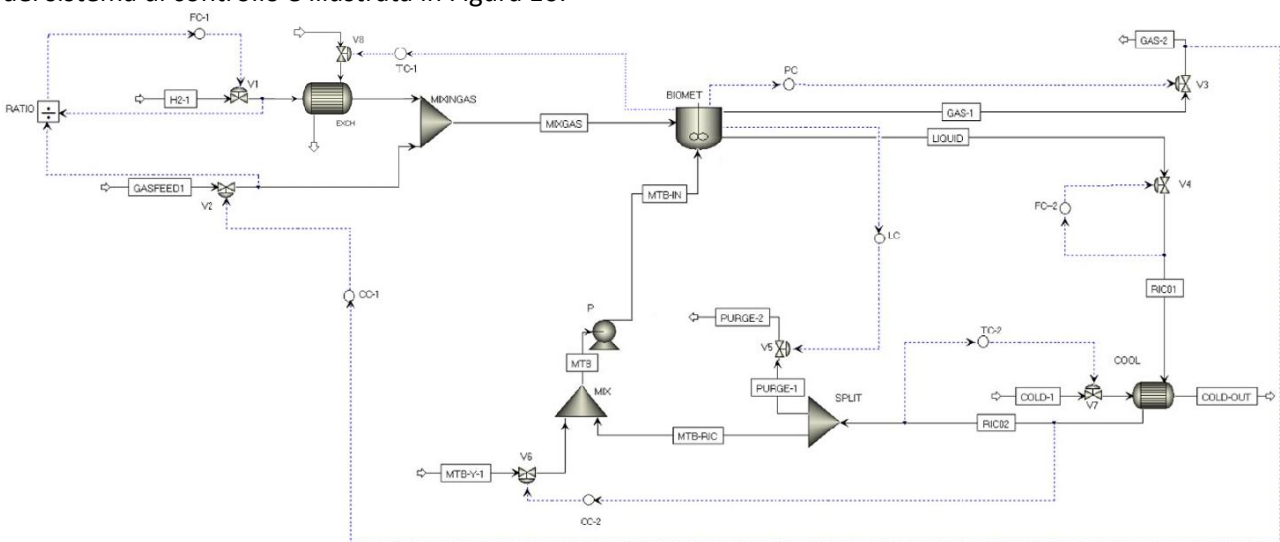 del sistema di controllo è illustrata in Figura 20.
FC-1
V8
TC-1
GAS-2
PC
V3
V1
H2-1
RATIO
÷
EXCH
MIXINGAS
MIXGAS
BIOMET
GAS-1
LIQUID
GASFEED1
V2
MTB-IN
V4
FC-2
LC
CC-1
RIC01
P
PURGE-2
V5
TC-2
COOL
MTB
MIX
PURGE-1
SPLIT
COLD-1
V7
COLD-OUT
MTB-RIC
RIC02
V6
MTB-Y-1
CC-2